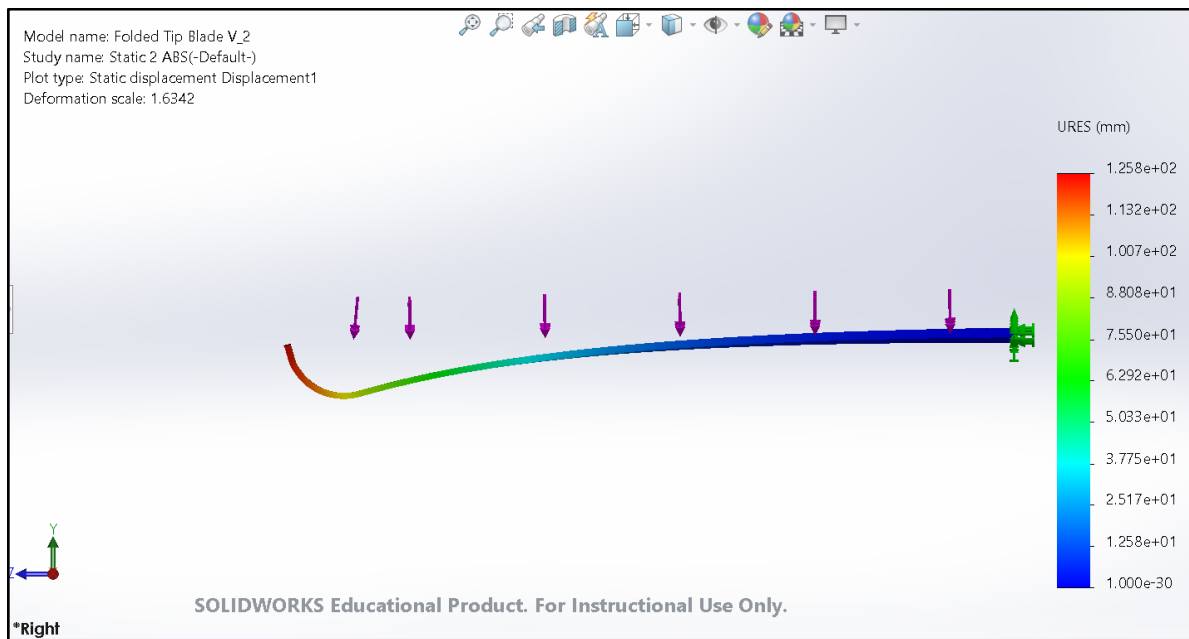 Model name: Folded Tip Blade V_2
Study name: Static 2 ABS(-Default-)
Plot type: Static displacement Displacement1
Deformation scale: 1.6342
URES (mm)
1.258e+02
1.132e+02
1.007e+02
8.808e+01
7.550e+01
6.292e+01
5.033e+01
3.775e+01
2.517e+01
1.258e+01
1.000e-30
Y
Z
SOLIDWORKS Educational Product. For Instructional Use Only.
*Right